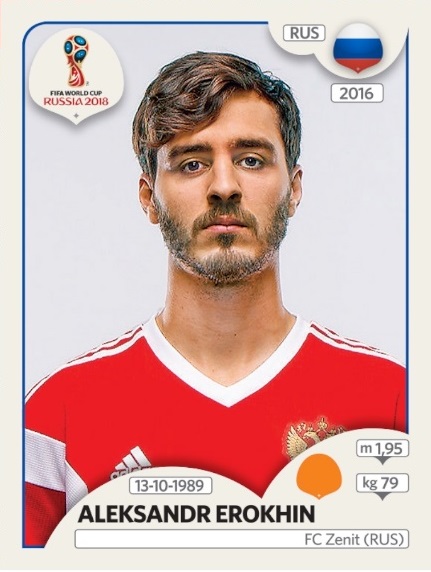 RUS
FIFA WORLD CUP
RUSSIA 2018
2016
adidas
m 1,95
13-10-1989
kg 79
ALEKSANDR EROKHIN
FC Zenit (RUS)